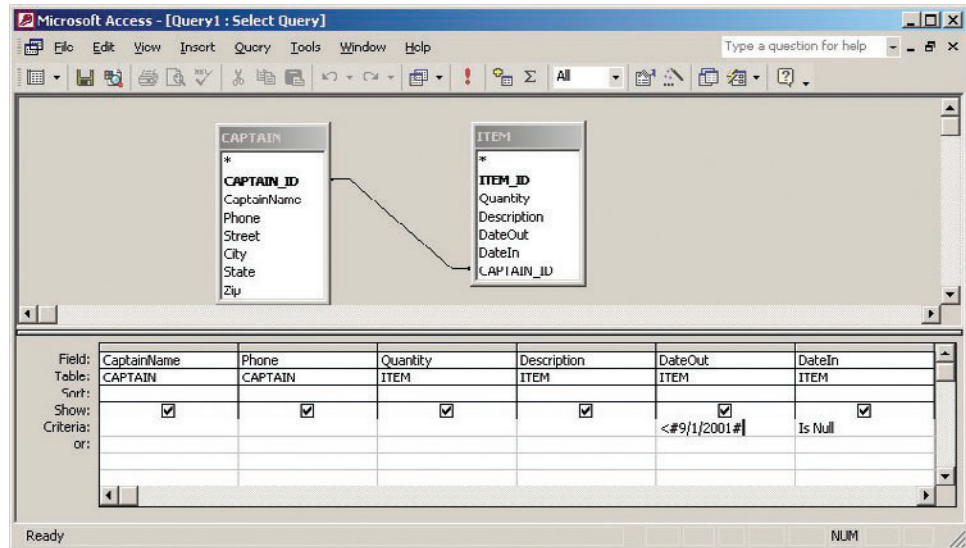 Microsoft Access - [Query1 : Select Query]
File Edit View Insert Query Tools Window Help Type a question for help
All
CAPTAIN
*
CAPTAIN_ID
CaptainName
Phone
Street
City
State
Zip
ITEM
*
ITEM_ID
Quantity
Description
DateOut
DateIn
CAPTAIN_ID
Field: CaptainName Phone Quantity Description DateOut DateIn
Table: CAPTAIN CAPTAIN ITEM ITEM ITEM ITEM
Sort:
Show:
Criteria: <#9/1/2001# Is Null
or:
Ready NUM